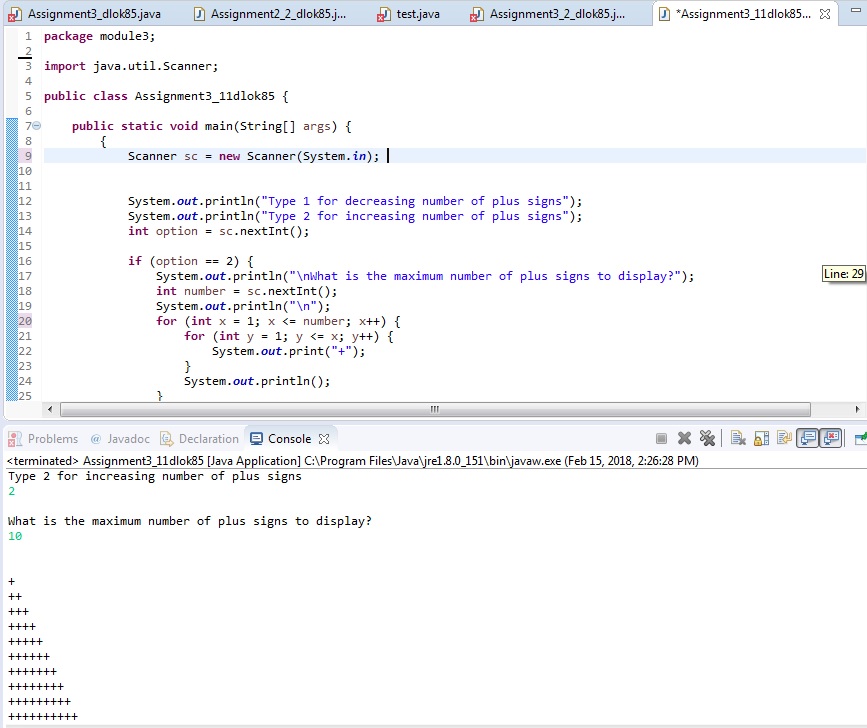 Assignment3_dlok85.java Assignment2_2_dlok85.j... test.java Assignment3_2_dlok85.j... *Assignment3_11dlok85...
1 package module3;
2
3 import java.util.Scanner;
4
5 public class Assignment3_11dlok85 {
6
7 public static void main(String[] args) {
8 {
9 Scanner sc = new Scanner(System.in);
10
11
12 System.out.println("Type 1 for decreasing number of plus signs");
13 System.out.println("Type 2 for increasing number of plus signs");
14 int option = sc.nextInt();
15
16 if (option == 2) {
17 System.out.println("\nWhat is the maximum number of plus signs to display?");
Line: 29
18 int number = sc.nextInt();
19 System.out.println("\n");
20 for (int x = 1; x <= number; x++) {
21 for (int y = 1; y <= x; y++) {
22 System.out.print("+");
23 }
24 System.out.println();
25 }
Problems @ Javadoc Declaration Console
<terminated> Assignment3_11dlok85 [Java Application] C:\Program Files\Java\jre1.8.0_151\bin\javaw.exe (Feb 15, 2018, 2:26:28 PM)
Type 2 for increasing number of plus signs
2
What is the maximum number of plus signs to display?
10
+
++
+++
++++
+++++
++++++
+++++++
++++++++
+++++++++
++++++++++